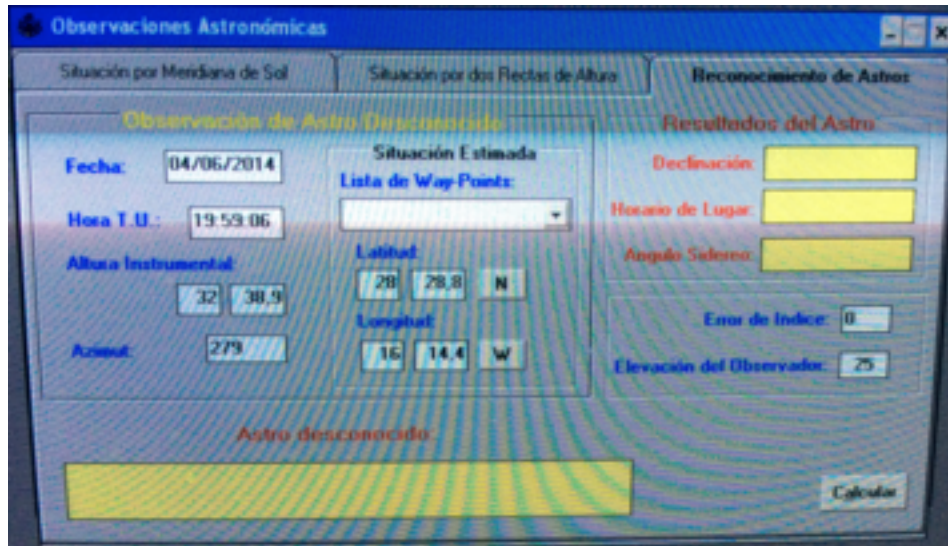 Observaciones Astronómicas
Situación por Meridiana de Sol
Situación por dos Rectas de Altura
Reconocimiento de Astros
Observación de Astro Desconocido
Fecha: 04/06/2014
Hora T.U.: 19:59:06
Altura Instrumental:
32 38,9
Azimut: 279
Situación Estimada
Lista de Way-Points:
Latitud:
28 28,8 N
Longitud:
16 14,4 W
Resultados del Astro
Declinación:
Horario de Lugar:
Angulo Sidereo:
Error de Indice: 0
Elevación del Observador: 25
Astro desconocido:
Calcular